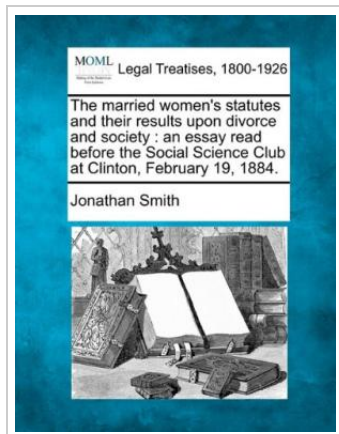 MOML
Legal Treatises, 1800-1926
The married women's statutes
and their results upon divorce
and society : an essay read
before the Social Science Club
at Clinton, February 19, 1884.
Jonathan Smith